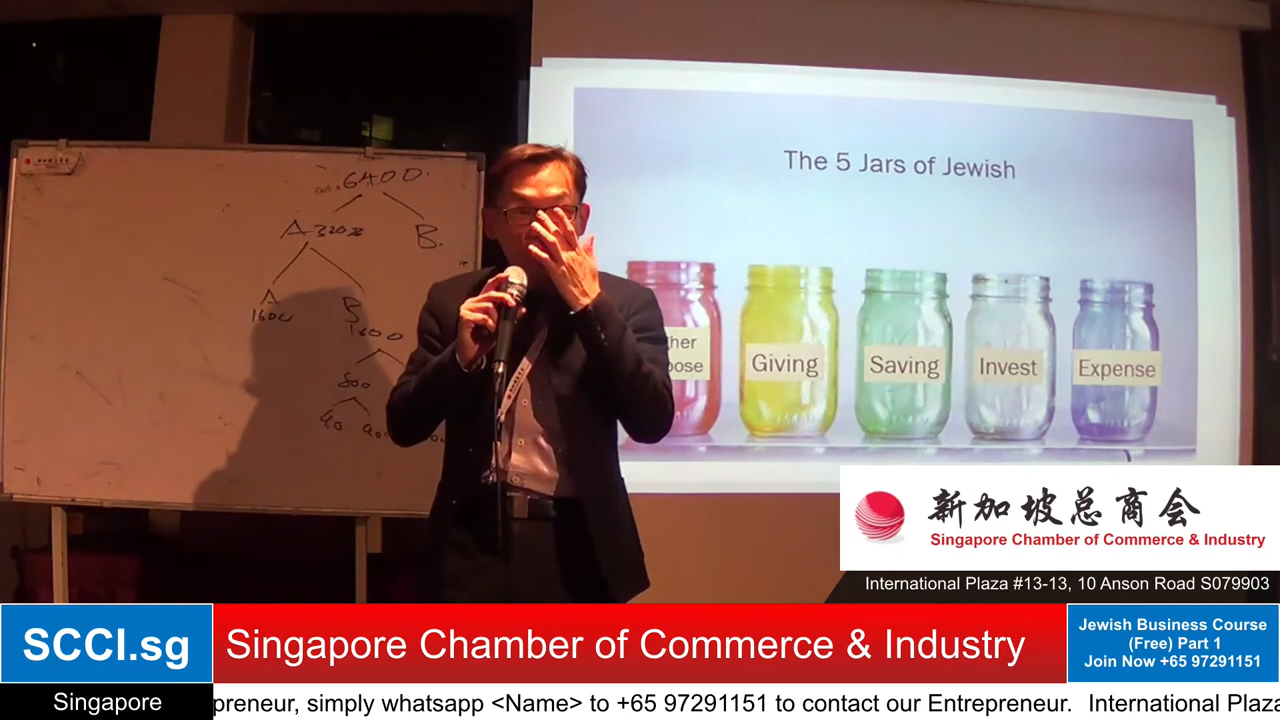 6400
A 3200
B
A
1600
B
1600
800
The 5 Jars of Jewish
Giving
Saving
Invest
Expense
新加坡总商会
Singapore Chamber of Commerce & Industry
International Plaza #13-13, 10 Anson Road S079903
SCCI.sg
Singapore Chamber of Commerce & Industry
Jewish Business Course
(Free) Part 1
Join Now +65 97291151
Singapore
preneur, simply whatsapp <Name> to +65 97291151 to contact our Entrepreneur. International Plaza